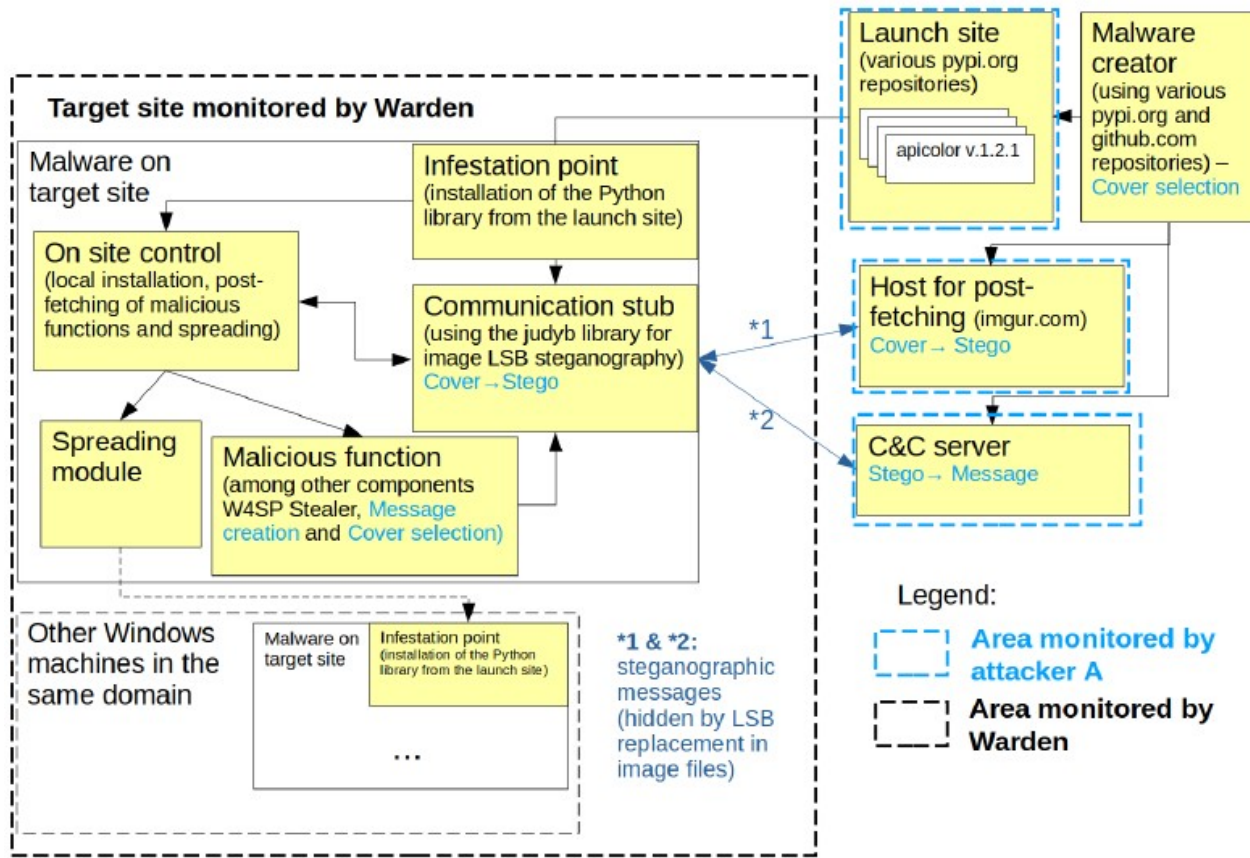 Target site monitored by Warden
Malware on
target site
Infestation point
(installation of the Python
library from the launch site)
On site control
(local installation, post-
fetching of malicious
functions and spreading)
Communication stub
(using the judyb library for
image LSB steganography)
Cover→Stego
Spreading
module
Malicious function
(among other components
W4SP Stealer, Message
creation and Cover selection)
Other Windows
machines in the
same domain
Malware on
target site
Infestation point
(installation of the Python
library from the launch site)
...
*1 & *2:
steganographic
messages
(hidden by LSB
replacement in
image files)
*1
*2
Launch site
(various pypi.org
repositories)
apicolor v.1.2.1
Malware
creator
(using various
pypi.org and
github.com
repositories) –
Cover selection
Host for post-
fetching (imgur.com)
Cover→ Stego
C&C server
Stego→ Message
Legend:
Area monitored by
attacker A
Area monitored by
Warden